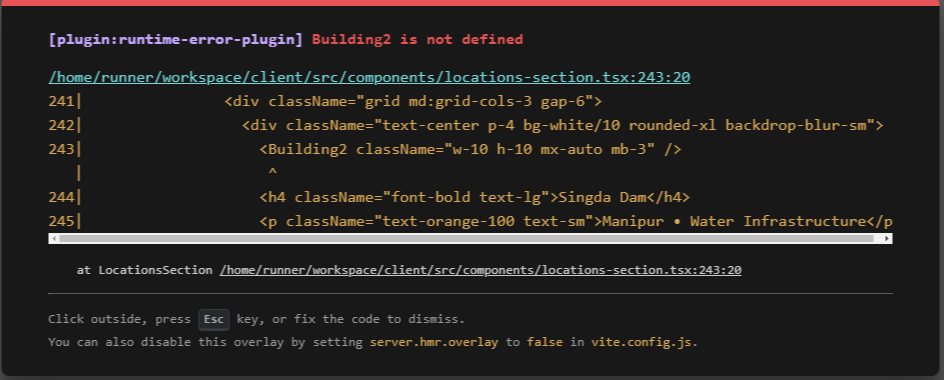 [plugin:runtime-error-plugin] Building2 is not defined
/home/runner/workspace/client/src/components/locations-section.tsx:243:20
241|                <div className="grid md:grid-cols-3 gap-6">
242|                  <div className="text-center p-4 bg-white/10 rounded-xl backdrop-blur-sm">
243|                    <Building2 className="w-10 h-10 mx-auto mb-3" />
   |                     ^
244|                    <h4 className="font-bold text-lg">Singda Dam</h4>
245|                    <p className="text-orange-100 text-sm">Manipur • Water Infrastructure</p
at LocationsSection /home/runner/workspace/client/src/components/locations-section.tsx:243:20
Click outside, press Esc key, or fix the code to dismiss.
You can also disable this overlay by setting server.hmr.overlay to false in vite.config.js.